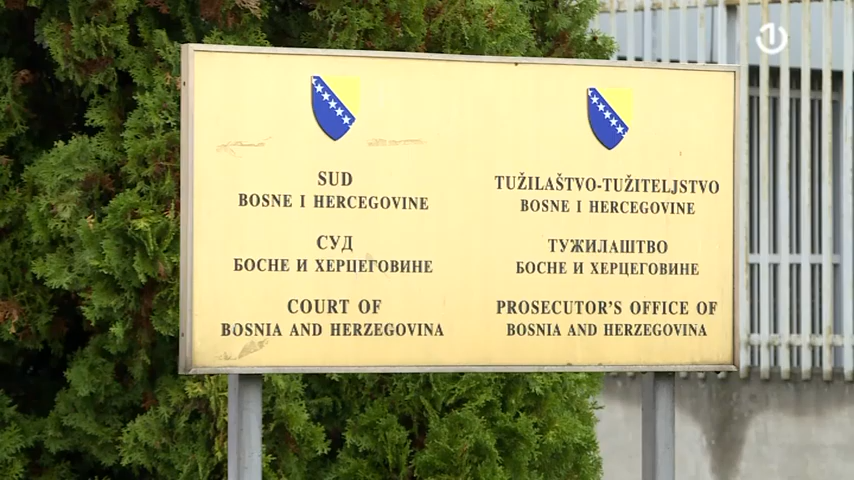 SUD
BOSNE I HERCEGOVINE
СУД
БОСНЕ И ХЕРЦЕГОВИНЕ
COURT OF
BOSNIA AND HERZEGOVINA
TUŽILAŠTVO-TUŽITELJSTVO
BOSNE I HERCEGOVINE
ТУЖИЛАШТВО
БОСНЕ И ХЕРЦЕГОВИНЕ
PROSECUTOR'S OFFICE OF
BOSNIA AND HERZEGOVINA
1